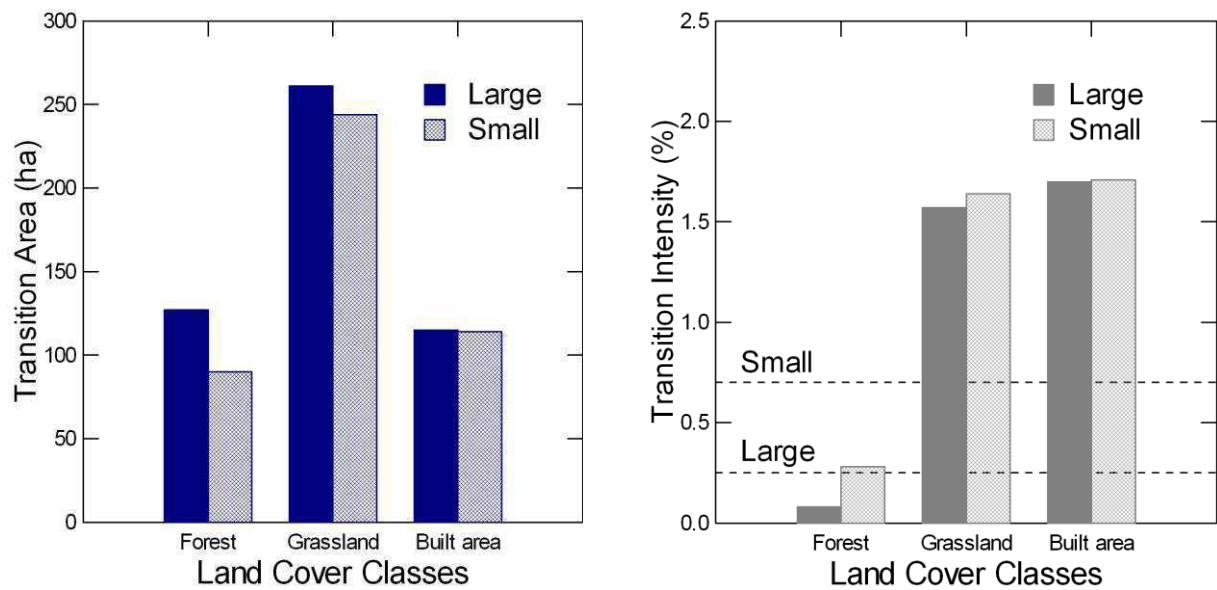 300
250
200
150
100
50
0
Transition Area (ha)
Large
Small
Forest Grassland Built area
Land Cover Classes
2.5
2.0
1.5
1.0
0.5
0.0
Transition Intensity (%)
Large
Small
Small
Large
Forest Grassland Built area
Land Cover Classes